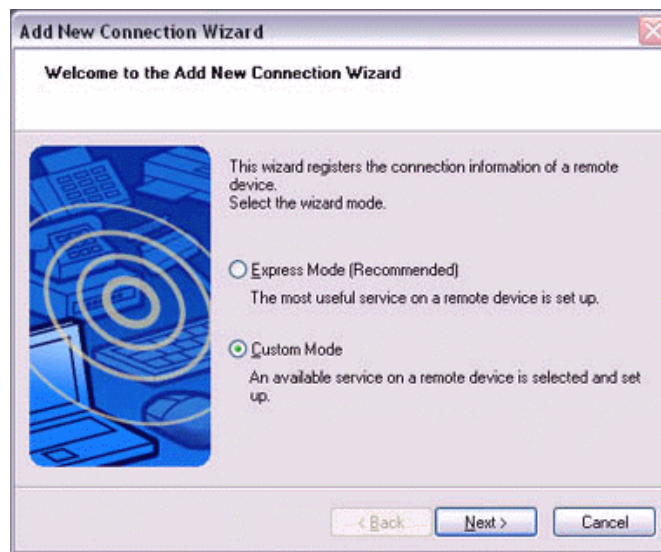 Add New Connection Wizard
Welcome to the Add New Connection Wizard
This wizard registers the connection information of a remote
device.
Select the wizard mode.
Express Mode (Recommended)
The most useful service on a remote device is set up.
Custom Mode
An available service on a remote device is selected and set
up.
< Back
Next >
Cancel